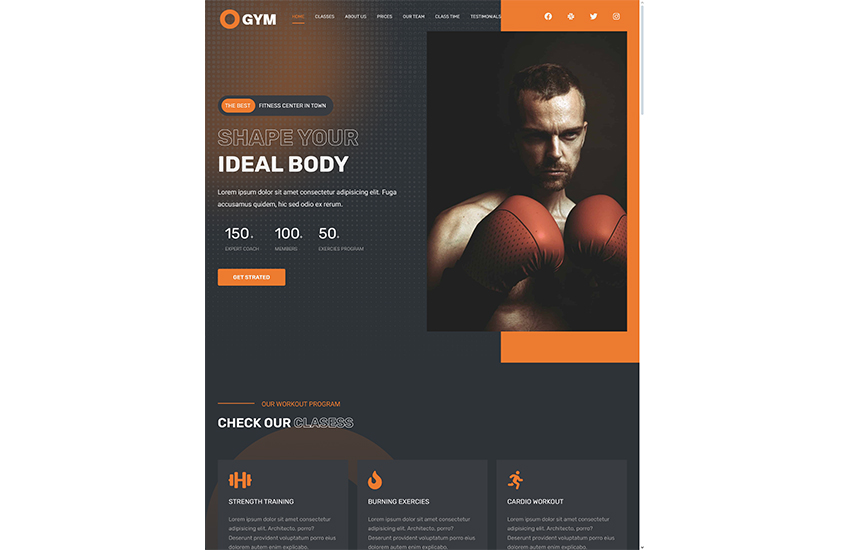 GYM
HOME CLASSES ABOUT US PRICES OUR TEAM CLASS TIME TESTIMONIALS
THE BEST FITNESS CENTER IN TOWN
SHAPE YOUR
IDEAL BODY
Lorem ipsum dolor sit amet consectetur adipisicing elit. Fuga
accusamus quidem, hic sed odio ex rerum.
150+ 100+ 50+
EXPERT COACH MEMBERS EXERCIES PROGRAM
GET STRATED
OUR WORKOUT PROGRAM
CHECK OUR CLASESS
STRENGTH TRAINING
Lorem ipsum dolor sit amet consectetur
adipisicing elit. Architecto, porro?
Deserunt provident voluptatum porro eius
dolorem autem enim explicabo.
BURNING EXERCIES
Lorem ipsum dolor sit amet consectetur
adipisicing elit. Architecto, porro?
Deserunt provident voluptatum porro eius
dolorem autem enim explicabo.
CARDIO WORKOUT
Lorem ipsum dolor sit amet consectetur
adipisicing elit. Architecto, porro?
Deserunt provident voluptatum porro eius
dolorem autem enim explicabo.